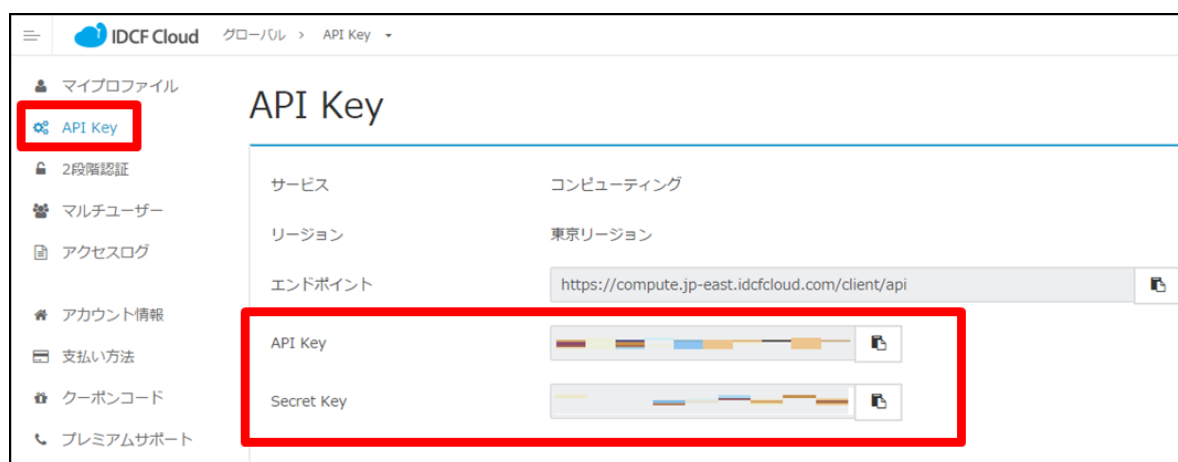 IDCF Cloud グローバル > API Key
マイプロファイル
API Key
2段階認証
マルチユーザー
アクセスログ
アカウント情報
支払い方法
クーポンコード
プレミアムサポート
API Key
サービス コンピューティング
リージョン 東京リージョン
エンドポイント https://compute.jp-east.idcfcloud.com/client/api
API Key
Secret Key